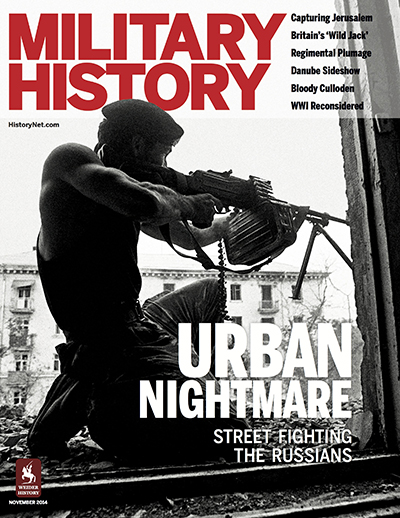 MILITARY
HISTORY
Capturing Jerusalem
Britain's 'Wild Jack'
Regimental Plumage
Danube Sideshow
Bloody Culloden
WWI Reconsidered
HistoryNet.com
URBAN
NIGHTMARE
STREET FIGHTING
THE RUSSIANS
WEIDER
HISTORY
NOVEMBER 2014